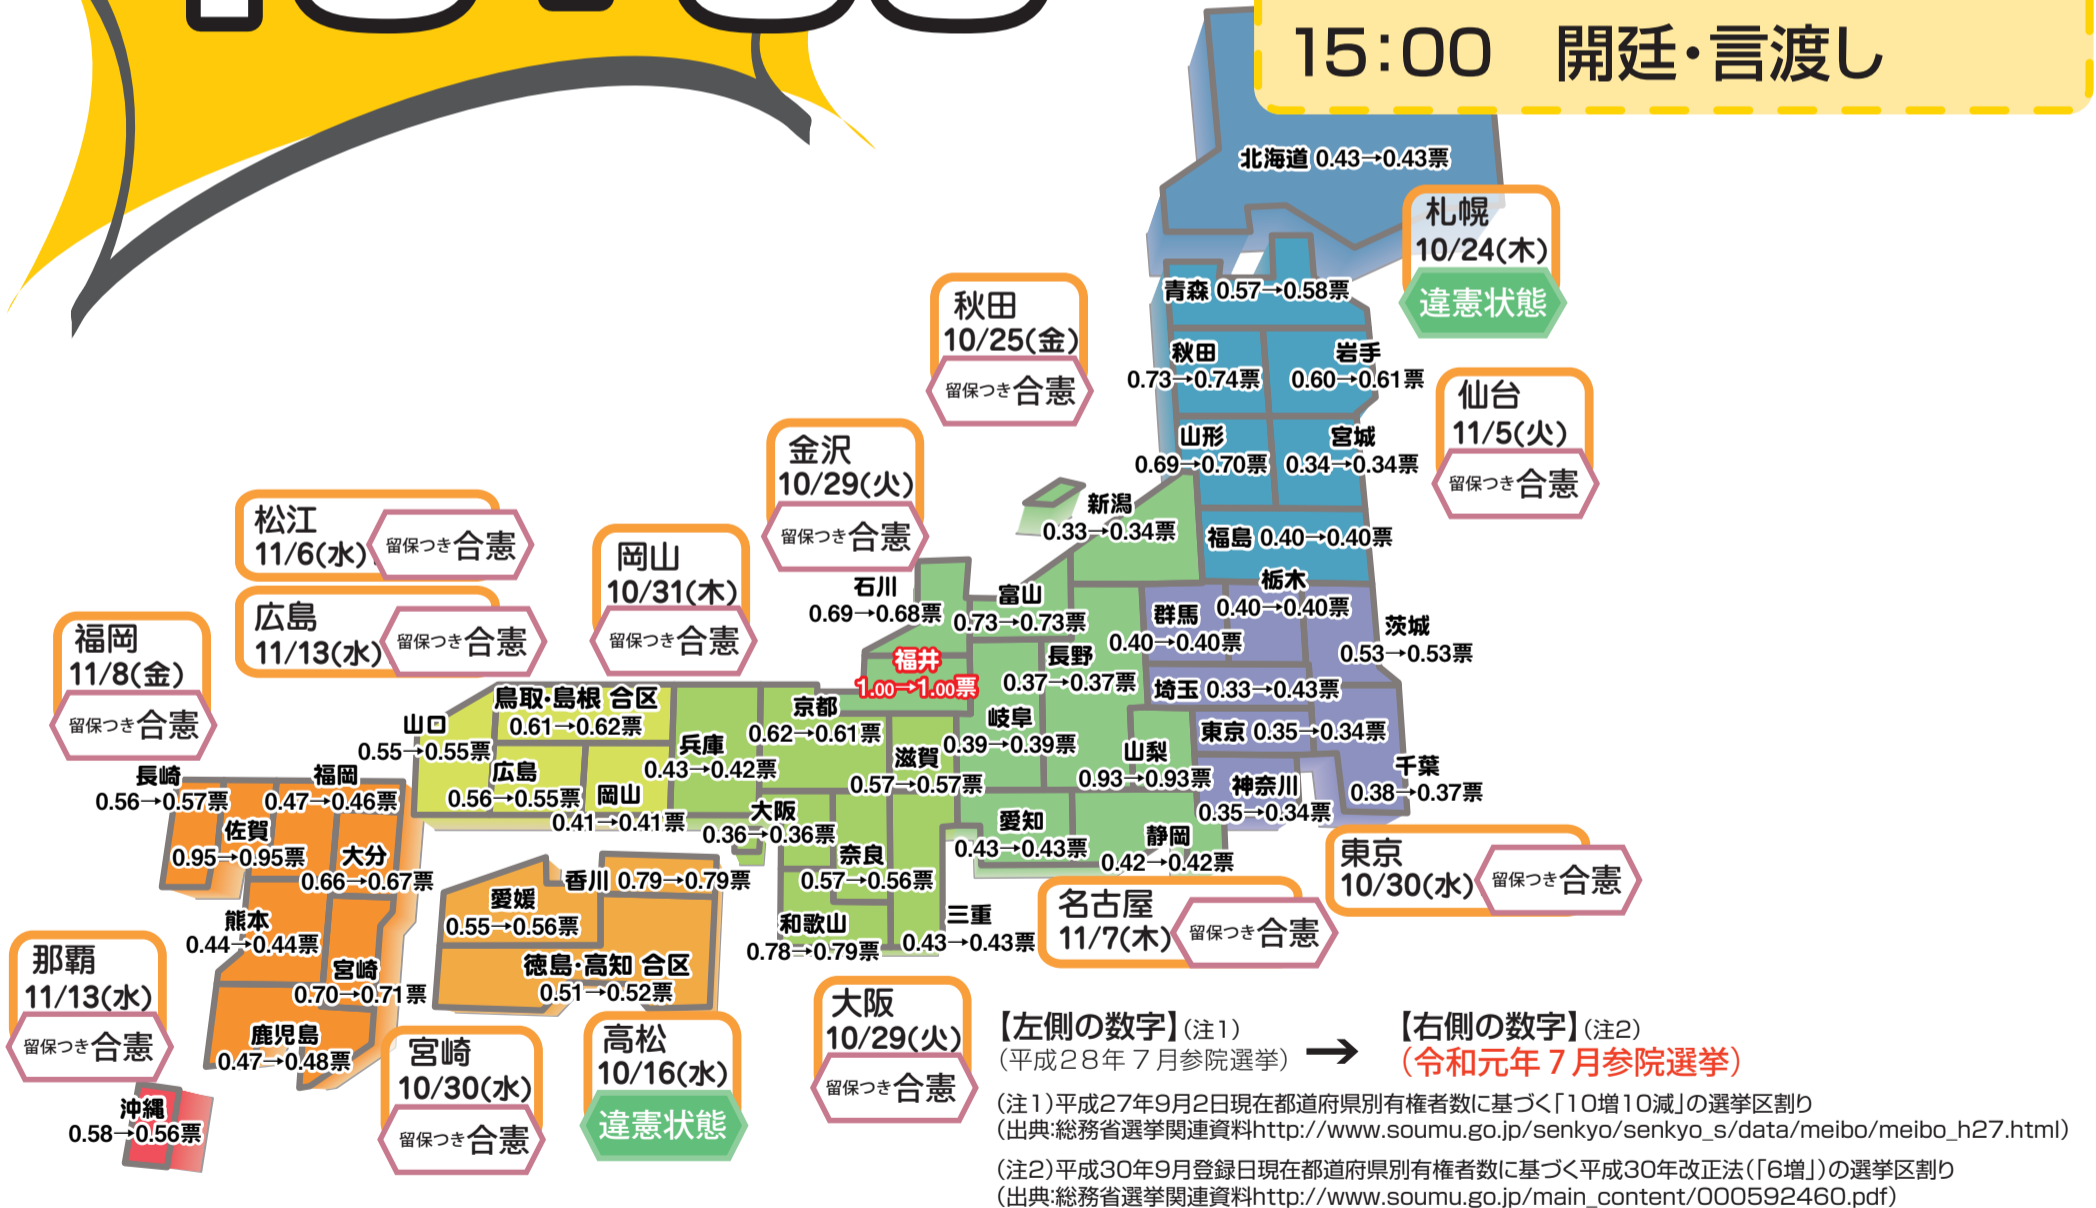 15:00 開廷・言渡し
北海道 0.43→0.43票
札幌
10/24(木)
違憲状態
青森 0.57→0.58票
秋田
10/25(金)
留保つき合憲
秋田
0.73→0.74票
岩手
0.60→0.61票
仙台
11/5(火)
留保つき合憲
山形
0.69→0.70票
宮城
0.34→0.34票
金沢
10/29(火)
留保つき合憲
新潟
0.33→0.34票
福島 0.40→0.40票
松江
11/6(水)
留保つき合憲
岡山
10/31(木)
留保つき合憲
石川
0.69→0.68票
富山
0.73→0.73票
群馬
0.40→0.40票
栃木
0.40→0.40票
茨城
0.53→0.53票
広島
11/13(水)
留保つき合憲
福岡
11/8(金)
留保つき合憲
福井
1.00→1.00票
長野
0.37→0.37票
埼玉 0.33→0.43票
鳥取・島根 合区
0.61→0.62票
山口
0.55→0.55票
京都
0.62→0.61票
岐阜
0.39→0.39票
東京 0.35→0.34票
兵庫
0.43→0.42票
滋賀
0.57→0.57票
山梨
0.93→0.93票
千葉
0.38→0.37票
長崎
0.56→0.57票
福岡
0.47→0.46票
広島
0.56→0.55票
岡山
0.41→0.41票
大阪
0.36→0.36票
神奈川
0.35→0.34票
佐賀
0.95→0.95票
大分
0.66→0.67票
愛知
0.43→0.43票
静岡
0.42→0.42票
奈良
0.57→0.56票
香川 0.79→0.79票
愛媛
0.55→0.56票
東京
10/30(水)
留保つき合憲
名古屋
11/7(木)
留保つき合憲
熊本
0.44→0.44票
和歌山
0.78→0.79票
三重
0.43→0.43票
宮崎
0.70→0.71票
徳島・高知 合区
0.51→0.52票
那覇
11/13(水)
留保つき合憲
鹿児島
0.47→0.48票
宮崎
10/30(水)
留保つき合憲
高松
10/16(水)
違憲状態
大阪
10/29(火)
留保つき合憲
沖縄
0.58→0.56票
【左側の数字】(注1) → 【右側の数字】(注2)
(平成28年7月参院選挙) (令和元年7月参院選挙)
(注1)平成27年9月2日現在都道府県別有権者数に基づく「10増10減」の選挙区割り
(出典:総務省選挙関連資料http://www.soumu.go.jp/senkyo/senkyo_s/data/meibo/meibo_h27.html)
(注2)平成30年9月登録日現在都道府県別有権者数に基づく平成30年改正法(「6増」)の選挙区割り
(出典:総務省選挙関連資料http://www.soumu.go.jp/main_content/000592460.pdf)